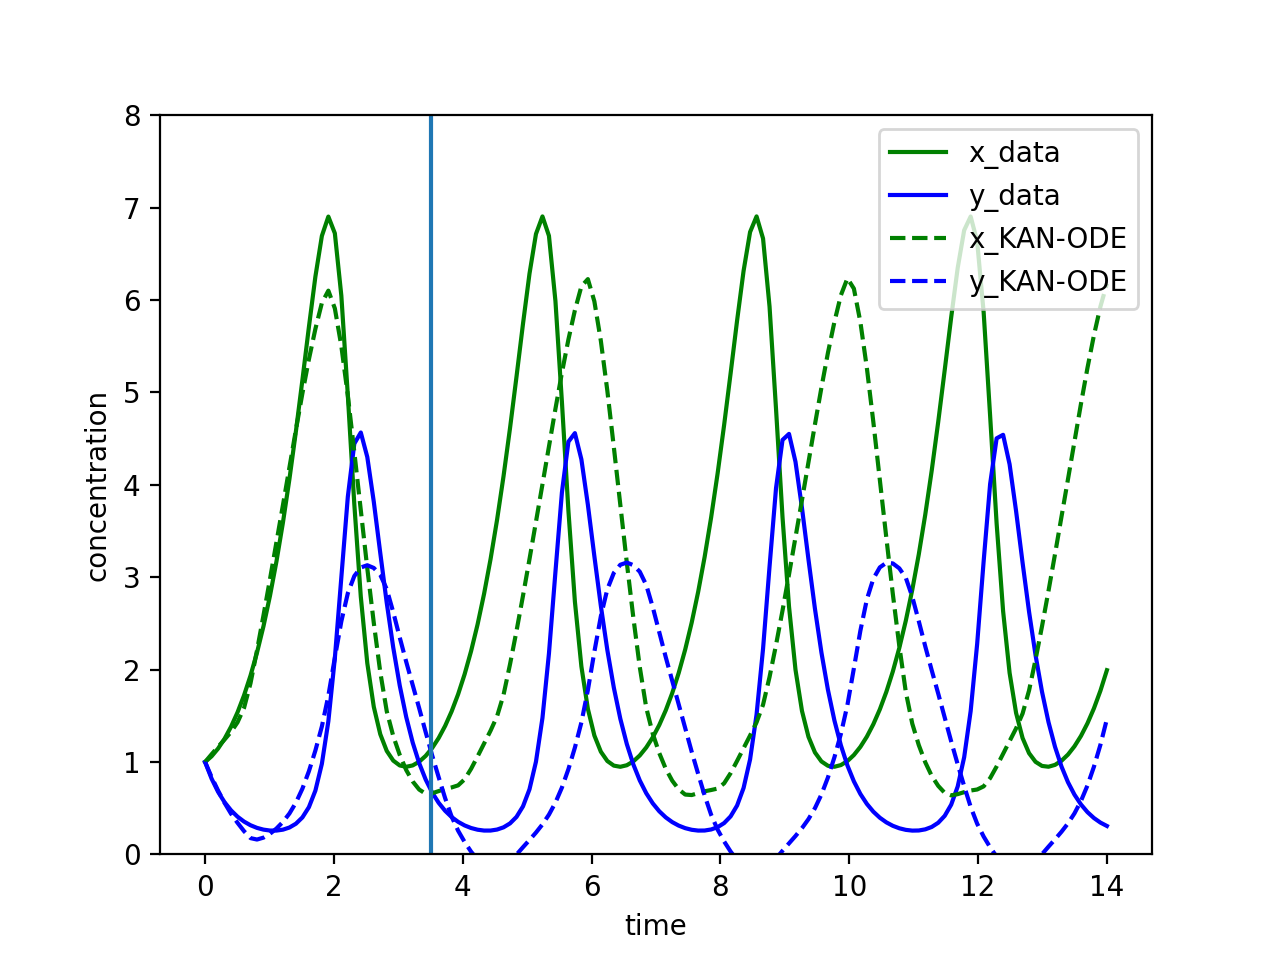 8
7
6
5
4
3
2
1
0
concentration
0 2 4 6 8 10 12 14
time
x_data
y_data
x_KAN-ODE
y_KAN-ODE